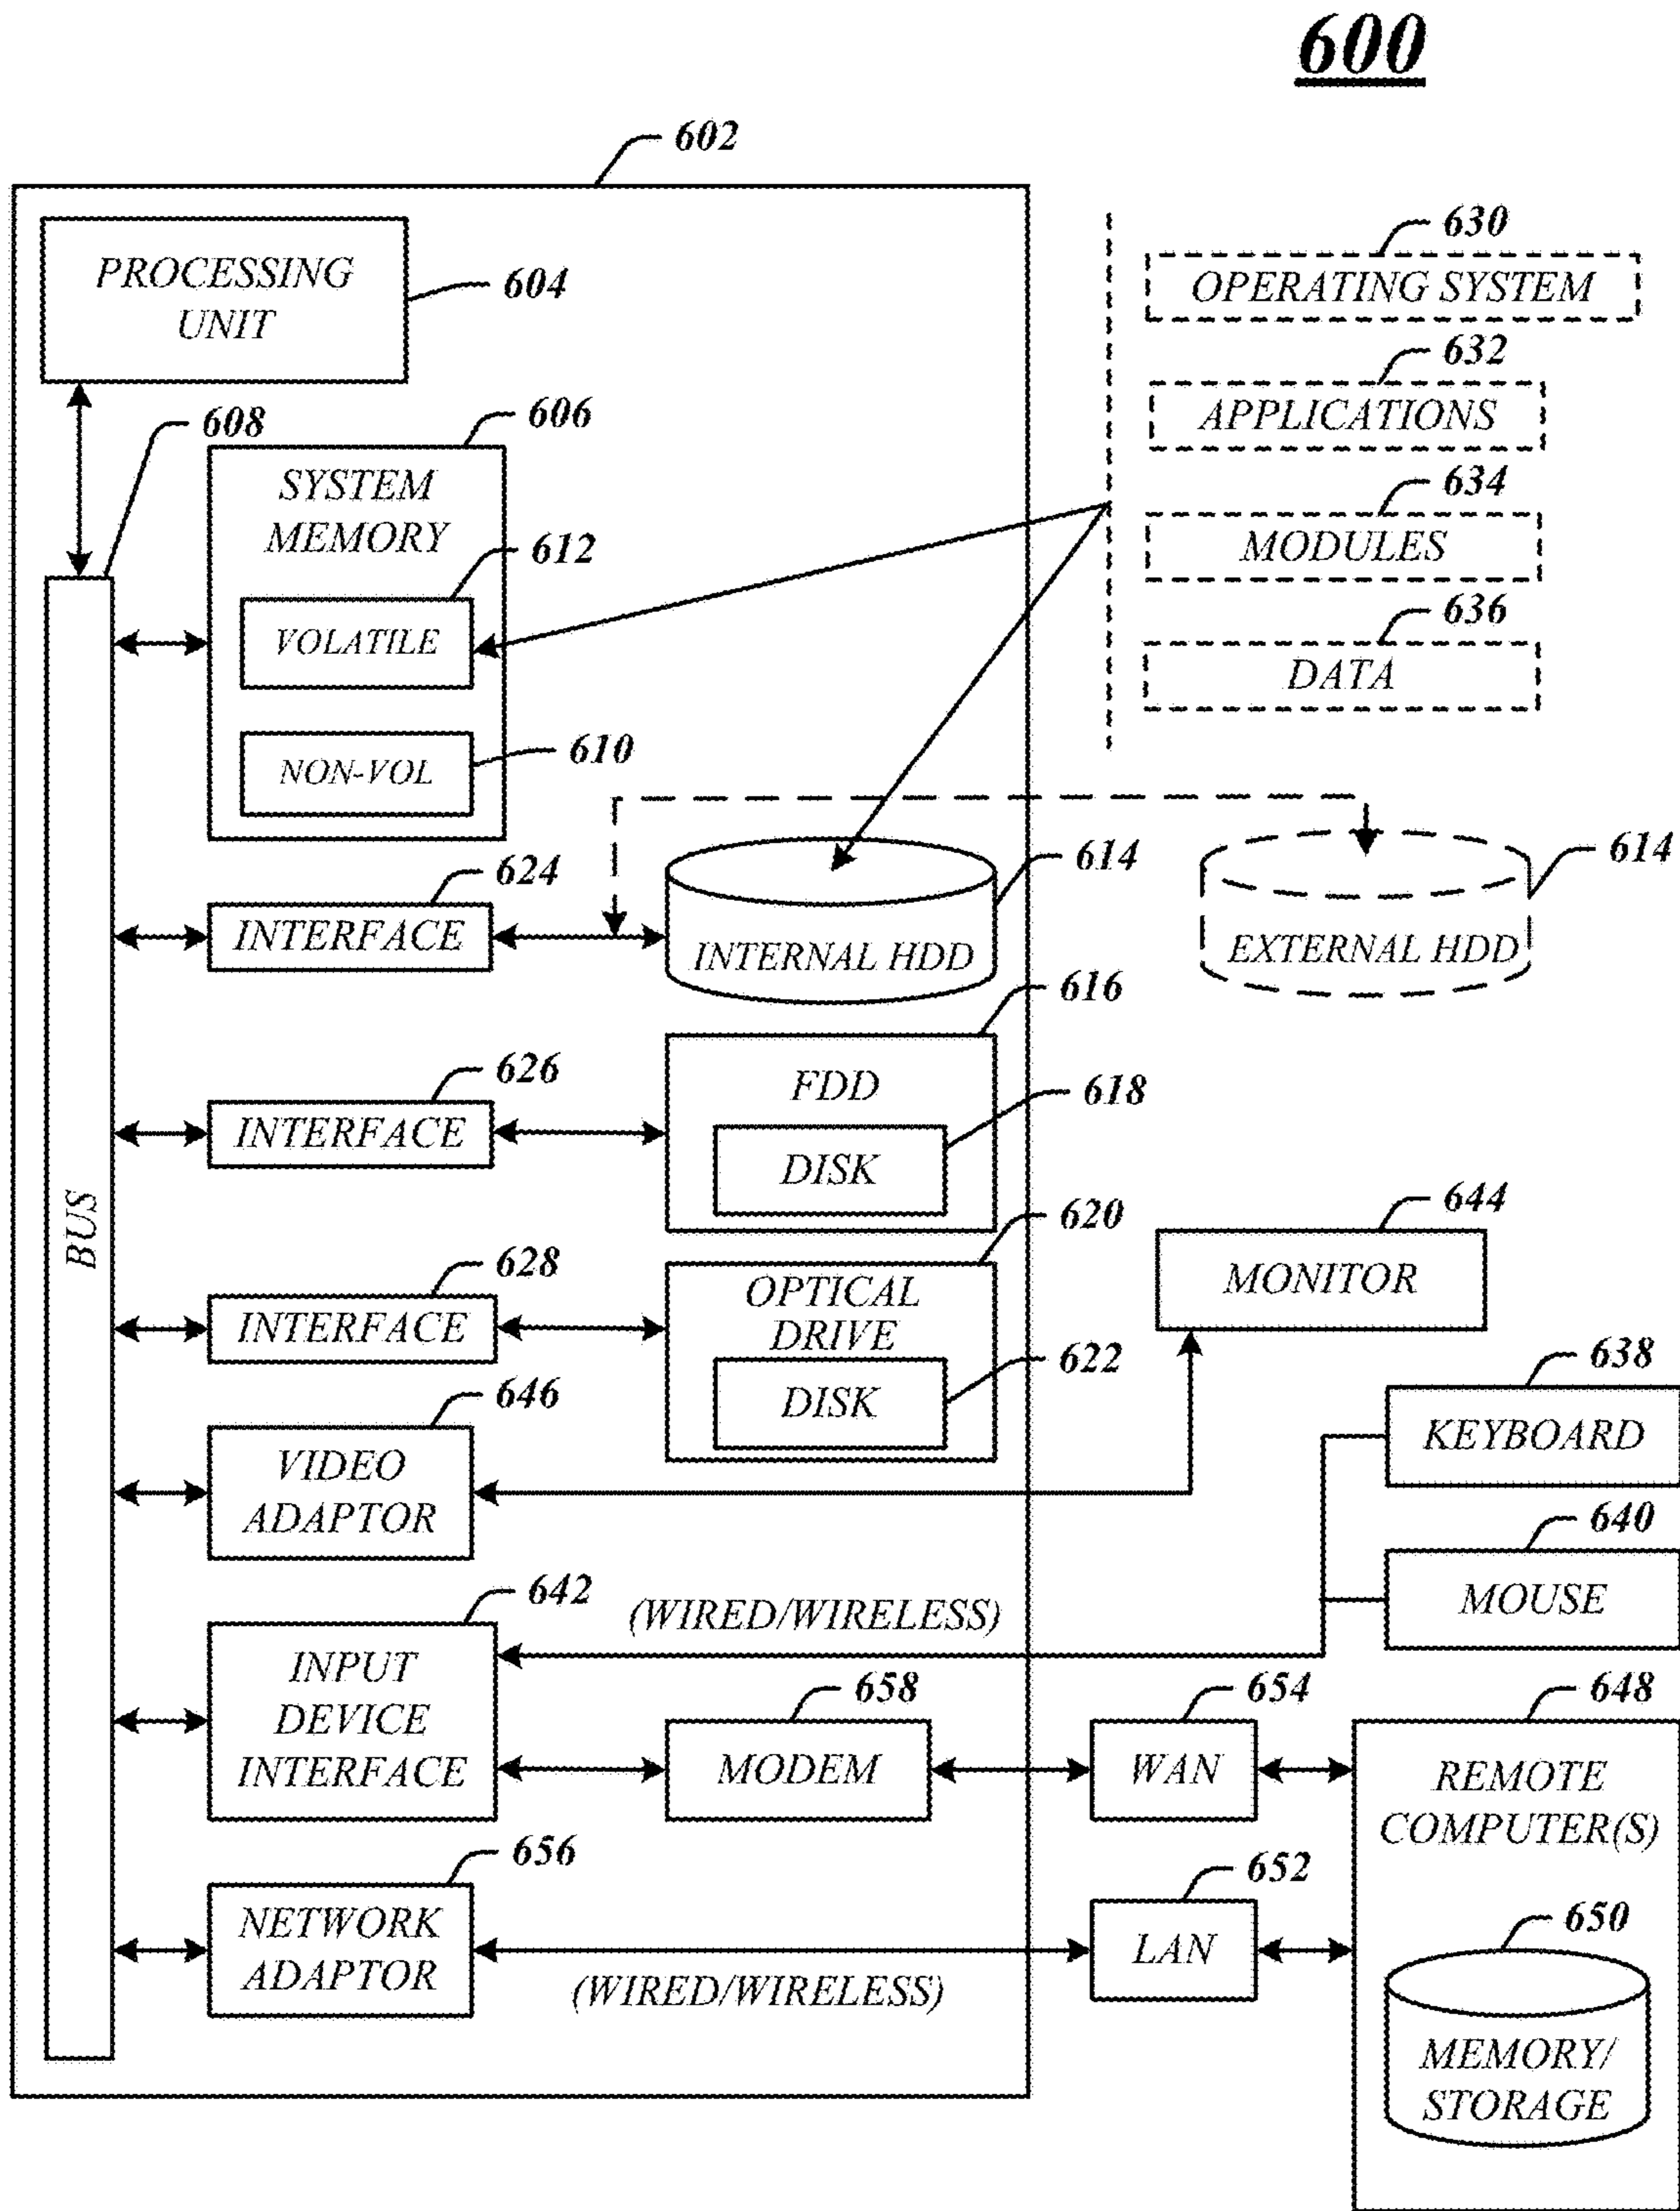 600
602
PROCESSING
UNIT
604
630
OPERATING SYSTEM
632
APPLICATIONS
634
MODULES
636
DATA
608
606
SYSTEM
MEMORY
612
VOLATILE
610
NON-VOL
BUS
624
INTERFACE
614
INTERNAL HDD
614
EXTERNAL HDD
626
INTERFACE
616
FDD
618
DISK
628
INTERFACE
620
OPTICAL
DRIVE
622
DISK
644
MONITOR
646
VIDEO
ADAPTOR
638
KEYBOARD
640
MOUSE
642
INPUT
DEVICE
INTERFACE
(WIRED/WIRELESS)
658
MODEM
654
WAN
648
REMOTE
COMPUTER(S)
656
NETWORK
ADAPTOR
(WIRED/WIRELESS)
652
LAN
650
MEMORY/
STORAGE